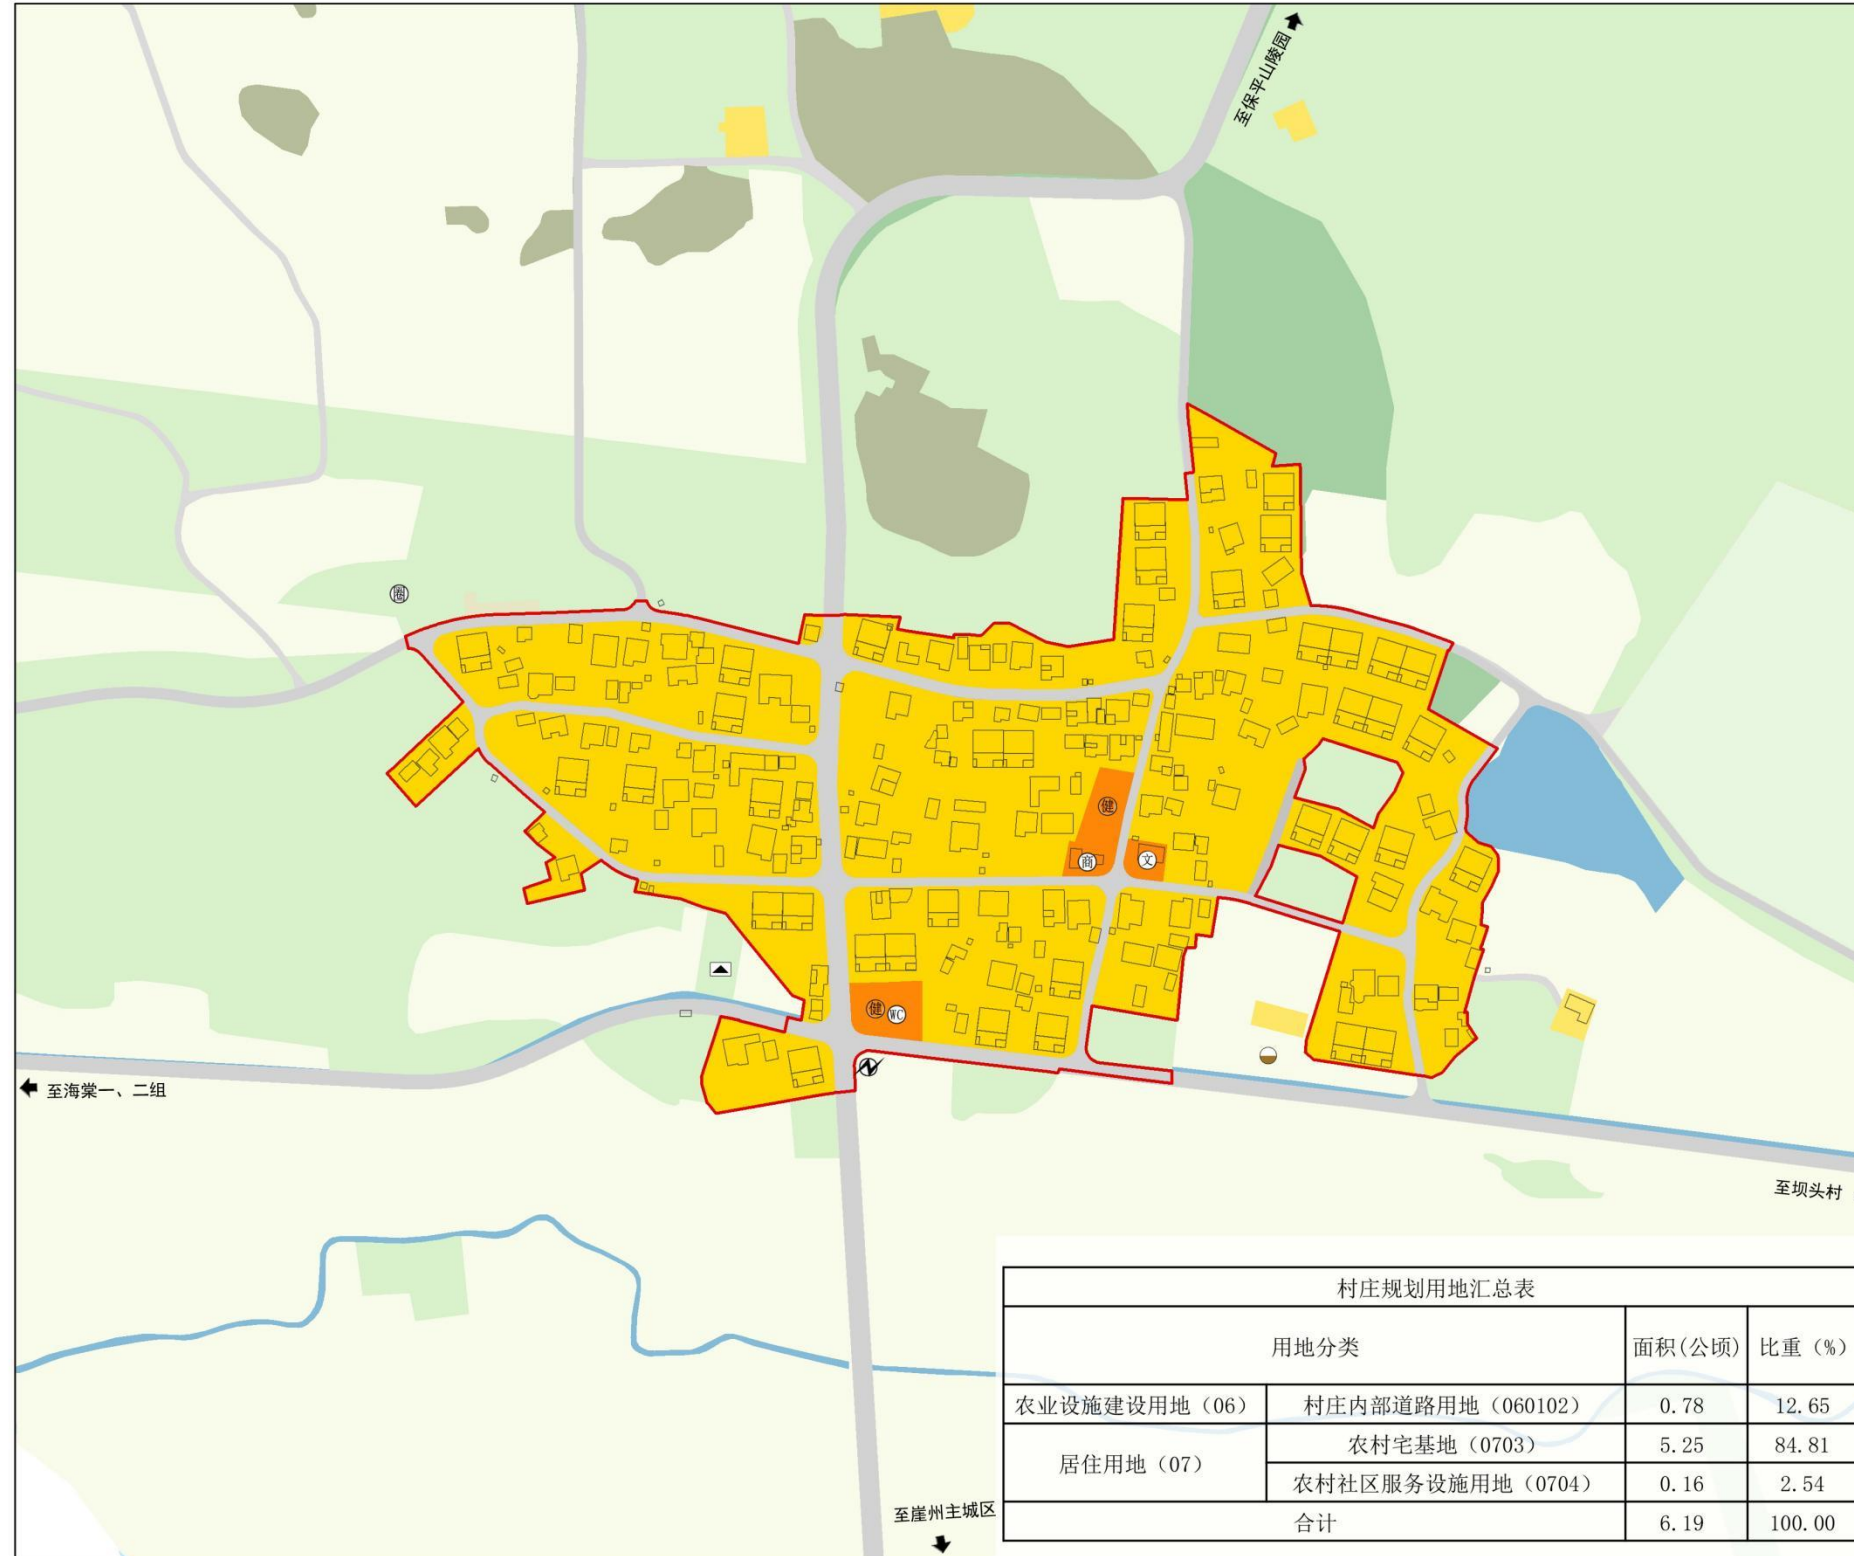 至保平山陵园
圈
健
商
文
健
WC
至海棠一、二组
至坝头村
至崖州主城区
村庄规划用地汇总表
用地分类 面积(公顷) 比重（%）
农业设施建设用地（06） 村庄内部道路用地（060102） 0.78 12.65
居住用地（07） 农村宅基地（0703） 5.25 84.81
农村社区服务设施用地（0704） 0.16 2.54
合计 6.19 100.00